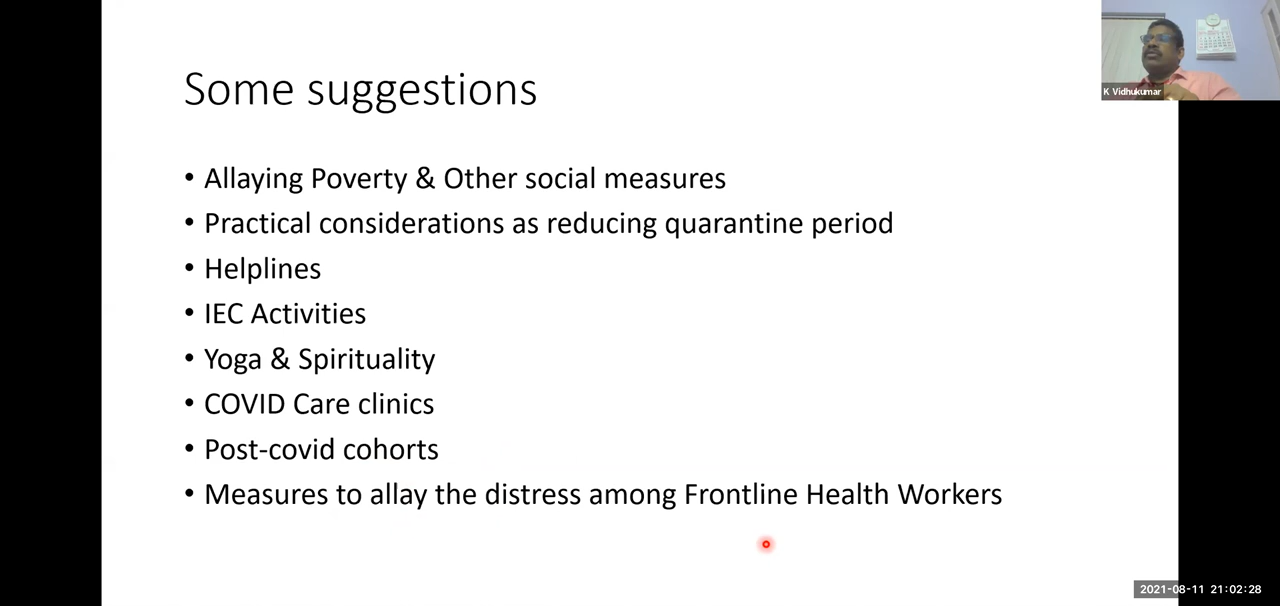 Some suggestions
• Allaying Poverty & Other social measures
• Practical considerations as reducing quarantine period
• Helplines
• IEC Activities
• Yoga & Spirituality
• COVID Care clinics
• Post-covid cohorts
• Measures to allay the distress among Frontline Health Workers
K Vidhukumar
2021-08-11 21:02:28